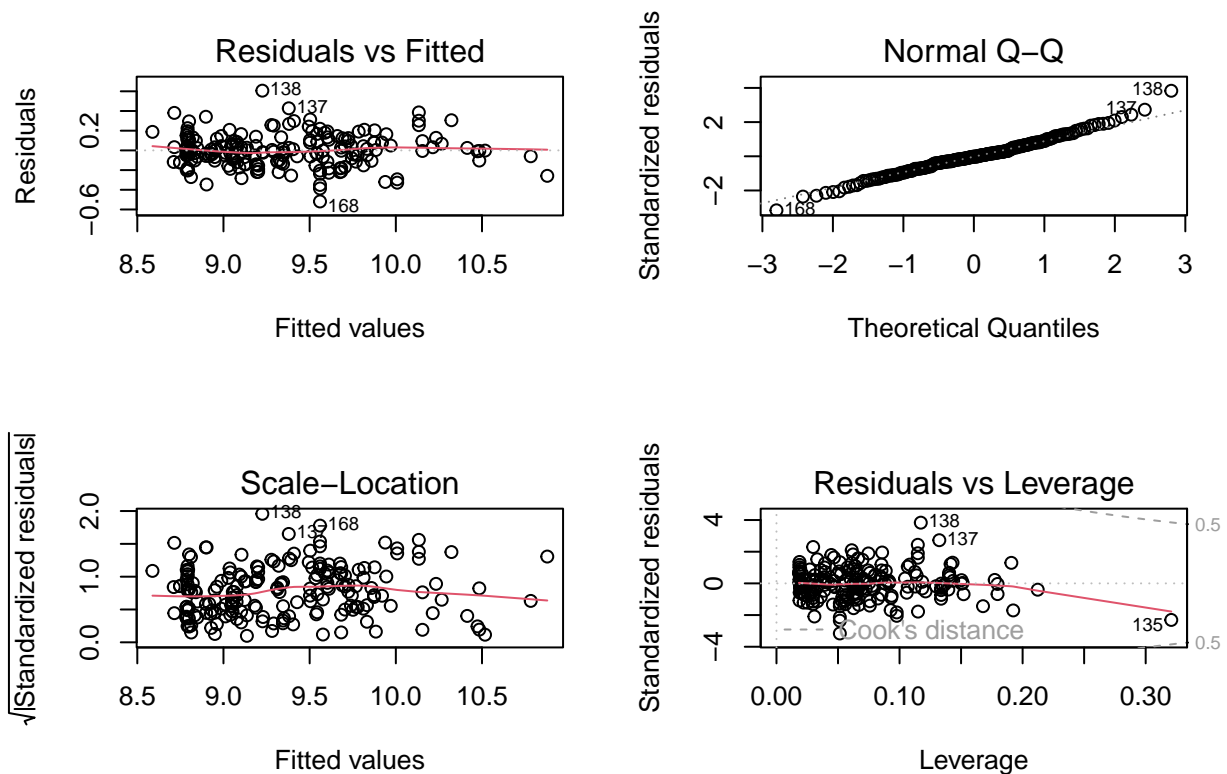 Residuals vs Fitted
Residuals
−0.6
0.2
138
137
168
8.5 9.0 9.5 10.0 10.5
Fitted values
Normal Q−Q
Standardized residuals
−2
2
138
137
168
−3 −2 −1 0 1 2 3
Theoretical Quantiles
Scale−Location
√|Standardized residuals|
0.0 1.0 2.0
138
137
168
8.5 9.0 9.5 10.0 10.5
Fitted values
Residuals vs Leverage
Standardized residuals
−4 0 4
138
137
135
Cook's distance
0.5
0.5
0.00 0.10 0.20 0.30
Leverage